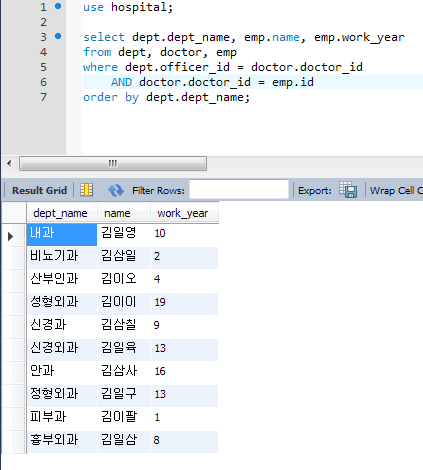 1 use hospital;
2
3 select dept.dept_name, emp.name, emp.work_year
4 from dept, doctor, emp
5 where dept.officer_id = doctor.doctor_id
6 AND doctor.doctor_id = emp.id
7 order by dept.dept_name;
Result Grid Filter Rows: Export: Wrap Cell C
dept_name name work_year
내과 김일영 10
비뇨기과 김삼일 2
산부인과 김이오 4
성형외과 김이이 19
신경과 김삼칠 9
신경외과 김일육 13
안과 김삼사 16
정형외과 김일구 13
피부과 김이팔 1
흉부외과 김일삼 8